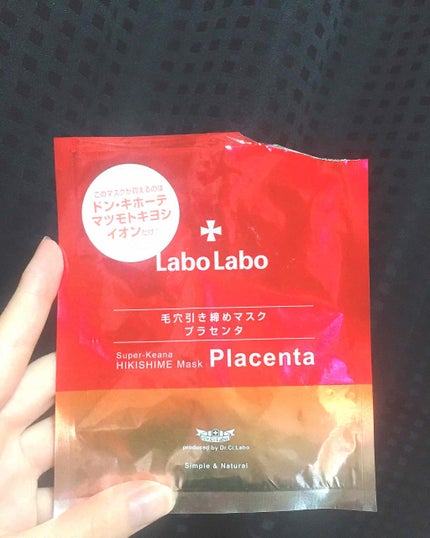 このマスクが買えるのは
ドン・キホーテ
マツモトキヨシ
イオンだけ!
Labo Labo
毛穴引き締めマスク
プラセンタ
Super-Keana
HIKISHIME Mask Placenta
Dr.Ci:Labo
produced by Dr.Ci:Labo
Simple & Natural